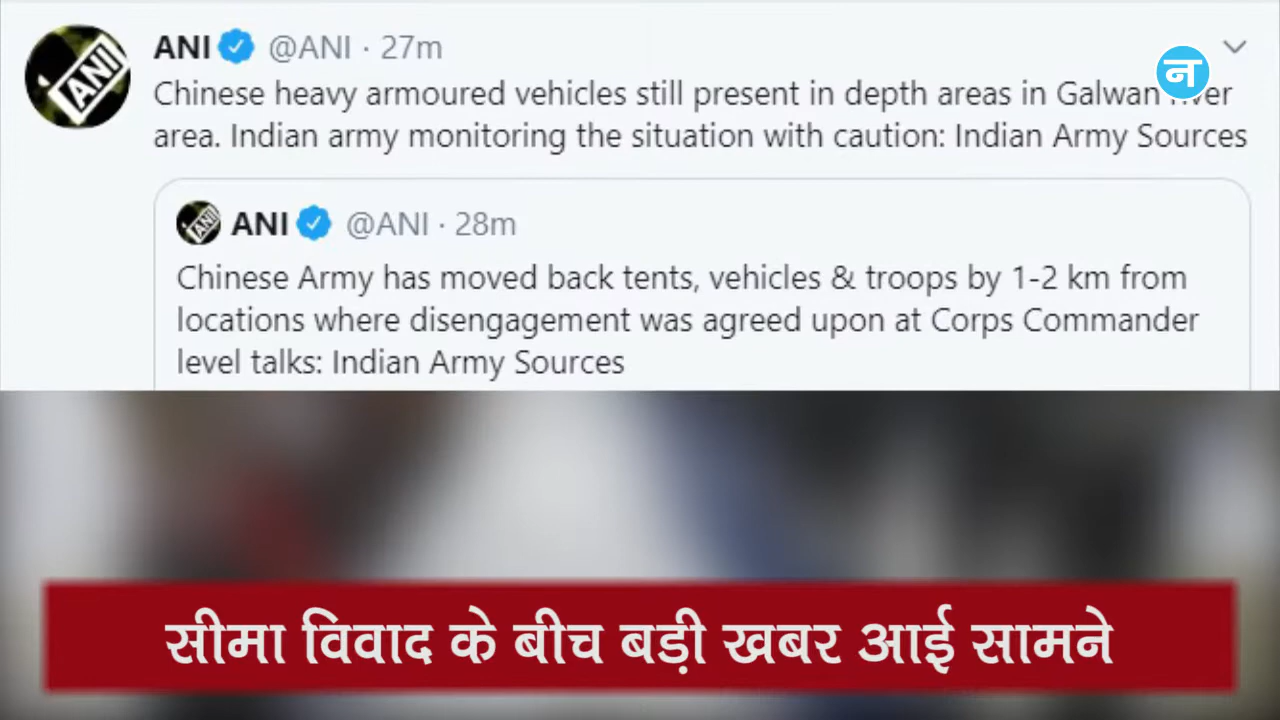 ANI @ANI · 27m
न
Chinese heavy armoured vehicles still present in depth areas in Galwan river
area. Indian army monitoring the situation with caution: Indian Army Sources
ANI
ANI @ANI · 28m
Chinese Army has moved back tents, vehicles & troops by 1-2 km from
locations where disengagement was agreed upon at Corps Commander
level talks: Indian Army Sources
सीमा विवाद के बीच बड़ी खबर आई सामने